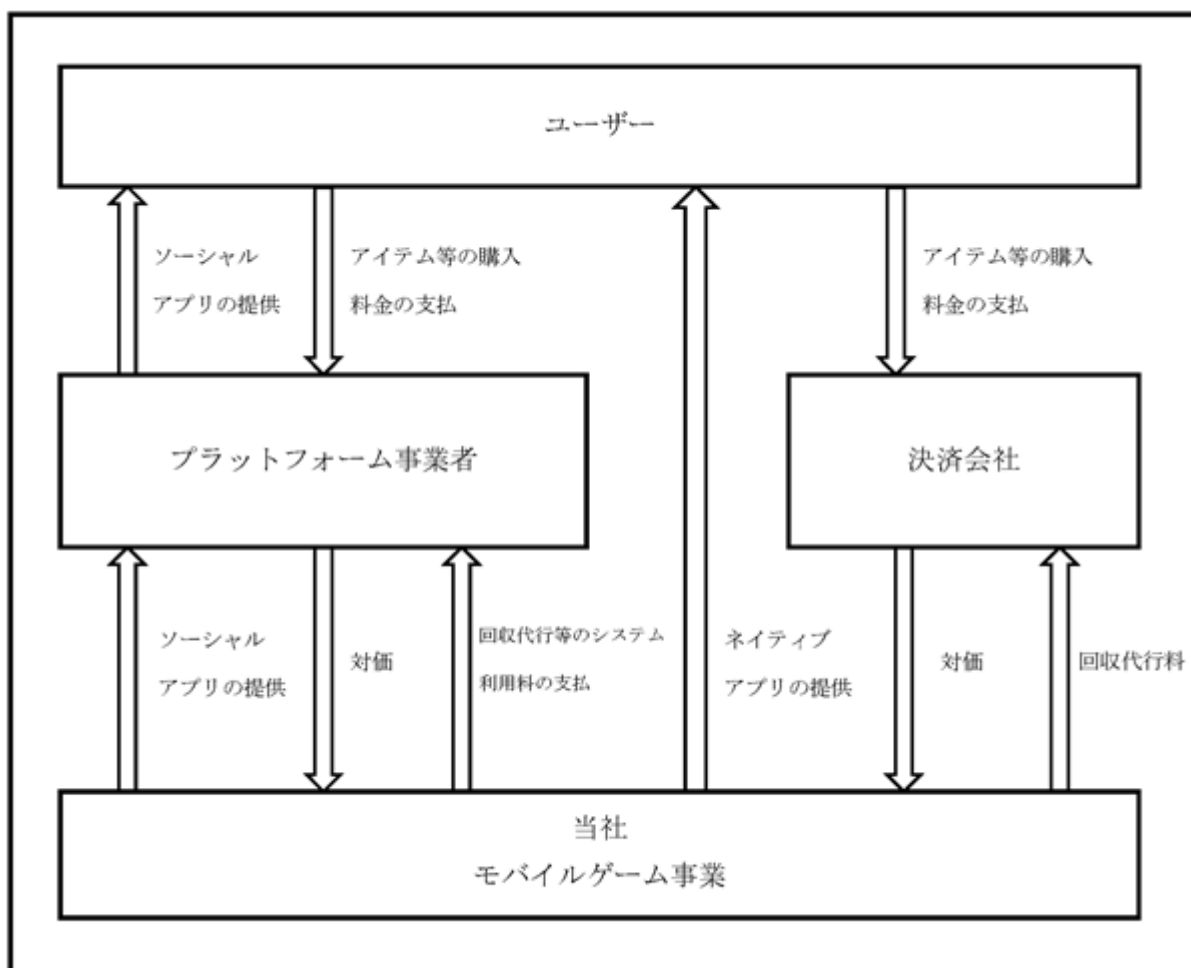 ユーザー
ソーシャル
アプリの提供
アイテム等の購入
料金の支払
アイテム等の購入
料金の支払
プラットフォーム事業者
決済会社
ソーシャル
アプリの提供
対価
回収代行等のシステム
利用料の支払
ネイティブ
アプリの提供
対価
回収代行料
当社
モバイルゲーム事業